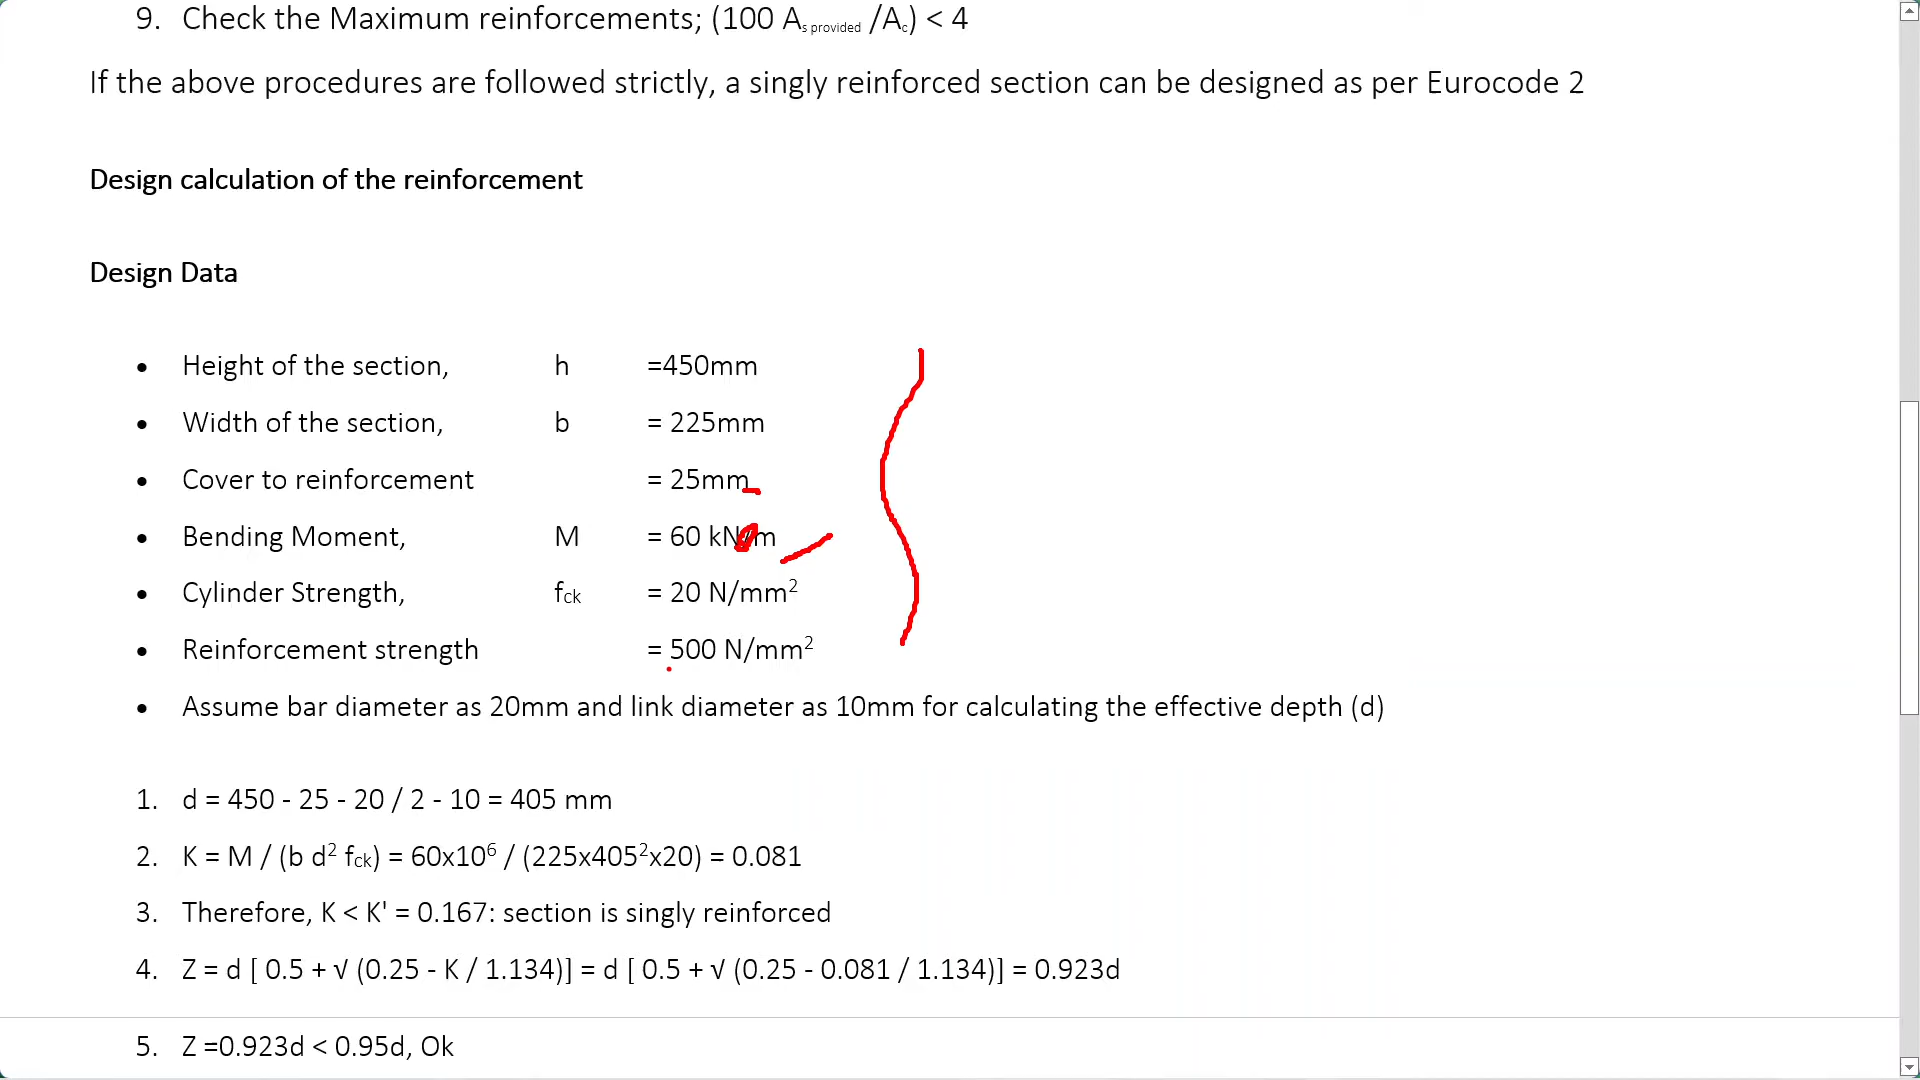 9. Check the Maximum reinforcements; (100 As provided /Ac) < 4
If the above procedures are followed strictly, a singly reinforced section can be designed as per Eurocode 2
Design calculation of the reinforcement
Design Data
• Height of the section, h =450mm
• Width of the section, b = 225mm
• Cover to reinforcement = 25mm
• Bending Moment, M = 60 kN/m
• Cylinder Strength, fck = 20 N/mm²
• Reinforcement strength = 500 N/mm²
• Assume bar diameter as 20mm and link diameter as 10mm for calculating the effective depth (d)
1. d = 450 - 25 - 20 / 2 - 10 = 405 mm
2. K = M / (b d² fck) = 60x10⁶ / (225x405²x20) = 0.081
3. Therefore, K < K' = 0.167: section is singly reinforced
4. Z = d [ 0.5 + √ (0.25 - K / 1.134)] = d [ 0.5 + √ (0.25 - 0.081 / 1.134)] = 0.923d
5. Z =0.923d < 0.95d, Ok